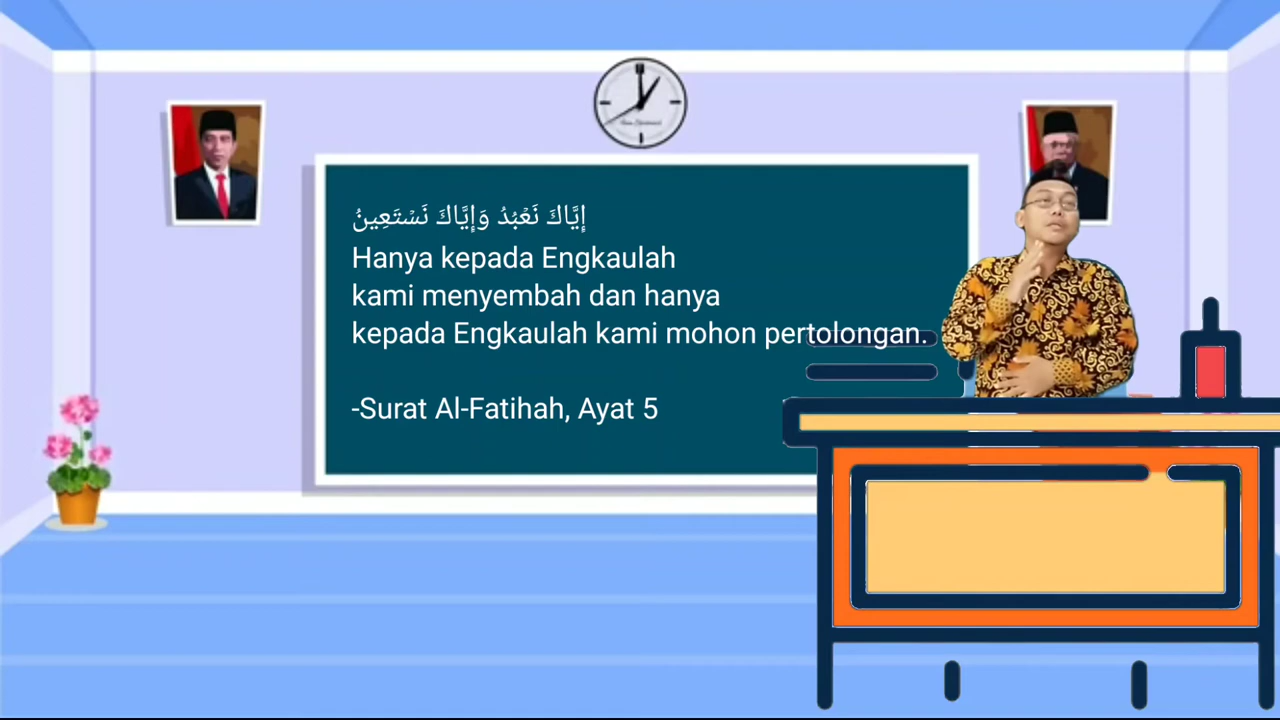 إِيَّاكَ نَعْبُدُ وَإِيَّاكَ نَسْتَعِينُ
Hanya kepada Engkaulah
kami menyembah dan hanya
kepada Engkaulah kami mohon pertolongan.
-Surat Al-Fatihah, Ayat 5